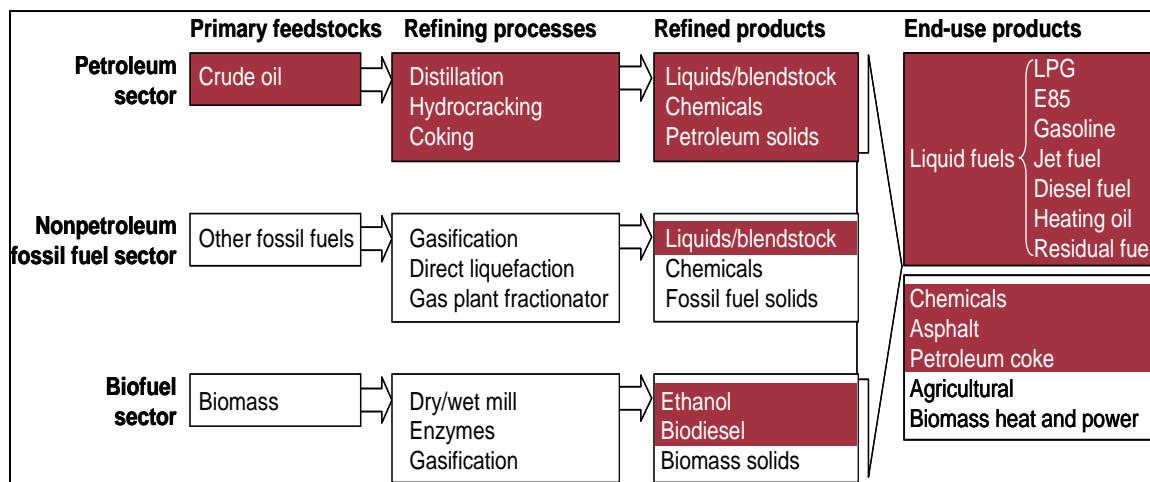 Primary feedstocks
Refining processes
Refined products
End-use products
Petroleum
sector
Crude oil
Distillation
Hydrocracking
Coking
Liquids/blendstock
Chemicals
Petroleum solids
Liquid fuels
LPG
E85
Gasoline
Jet fuel
Diesel fuel
Heating oil
Residual fue
Nonpetroleum
fossil fuel sector
Other fossil fuels
Gasification
Direct liquefaction
Gas plant fractionator
Liquids/blendstock
Chemicals
Fossil fuel solids
Chemicals
Asphalt
Petroleum coke
Agricultural
Biomass heat and power
Biofuel
sector
Biomass
Dry/wet mill
Enzymes
Gasification
Ethanol
Biodiesel
Biomass solids